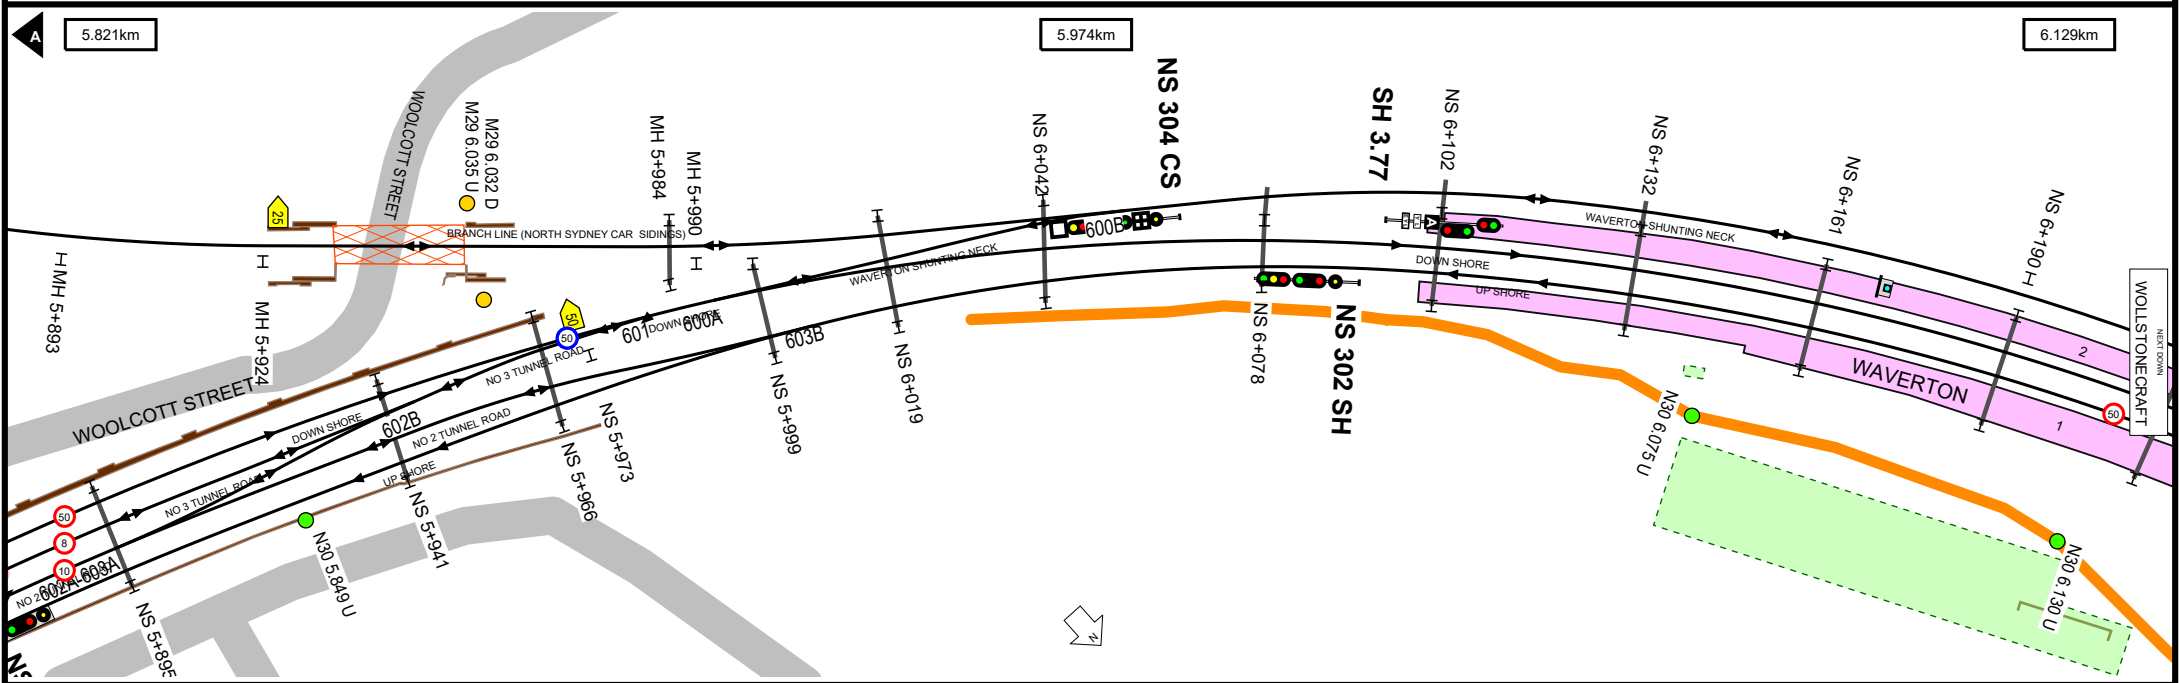 A
5.821km
5.974km
6.129km
WOOLCOTT STREET
M29 6.035 U
M29 6.032 D
25
BRANCH LINE (NORTH SYDNEY CAR SIDINGS)
MH 5+893
MH 5+924
MH 5+984
MH 5+990
NS 6+042
NS 304 CS
600B
SH 3.77
NS 6+102
A
NS 6+132
NS 6+161
NS 6+190
WAVERTON SHUNTING NECK
WAVERTON SHUNTING NECK
DOWN SHORE
UP SHORE
WAVERTON
2
1
50
WOLLSTONECRAFT
NEXT DOWN
50
50
601
DOWN SHORE
600A
603B
NO 3 TUNNEL ROAD
NS 5+999
NS 6+019
NS 6+078
NS 302 SH
WOOLCOTT STREET
DOWN SHORE
602B
NO 2 TUNNEL ROAD
UP SHORE
NO 3 TUNNEL ROAD
NS 5+973
NS 5+966
NS 5+941
N30 5.849 U
NS 5+895
50
8
10
602A
603A
NO 2
NS
N
N30 6.075 U
N30 6.130 U